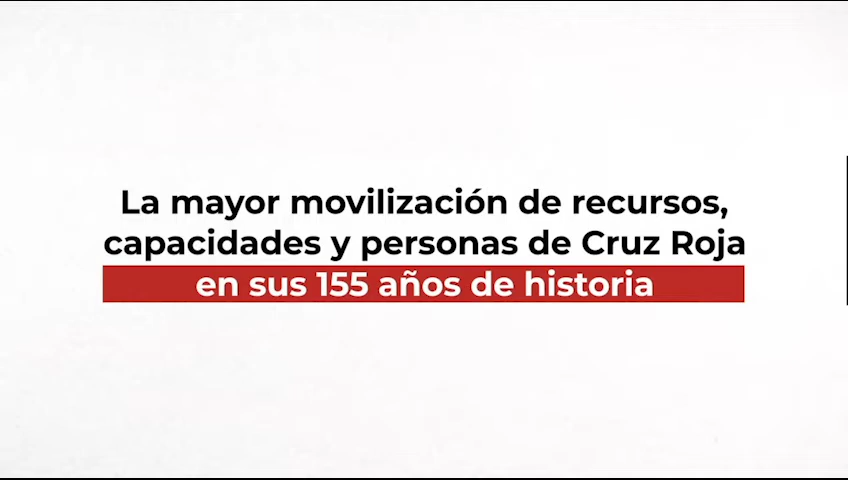 La mayor movilización de recursos,
capacidades y personas de Cruz Roja
en sus 155 años de historia